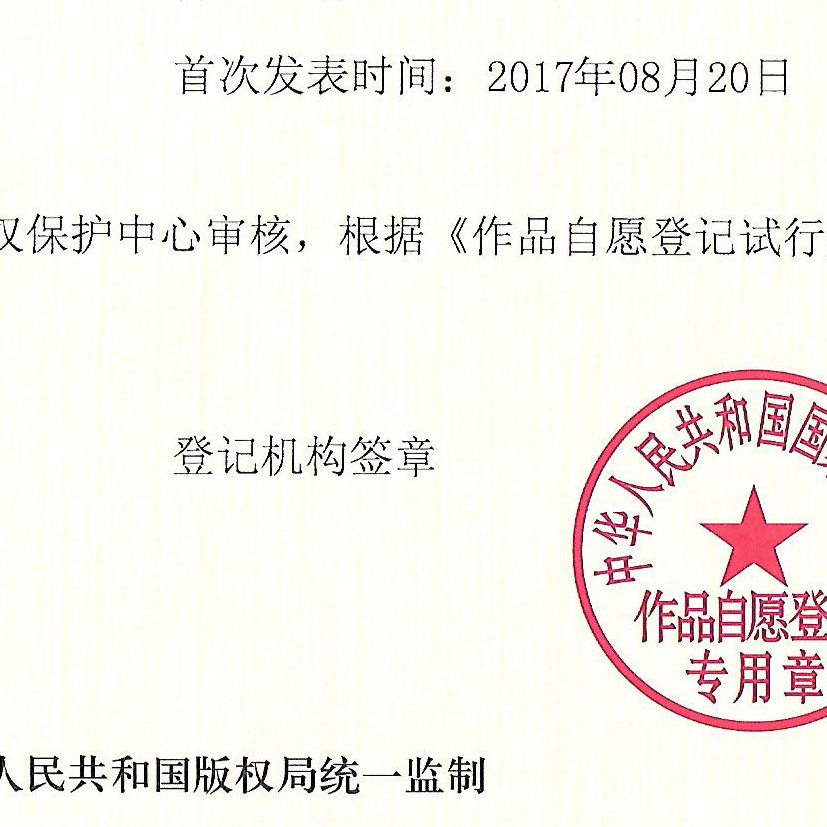 首次发表时间：2017年08月20日
权保护中心审核，根据《作品自愿登记试行
登记机构签章
中华人民共和国国
作品自愿登
专用章
人民共和国版权局统一监制